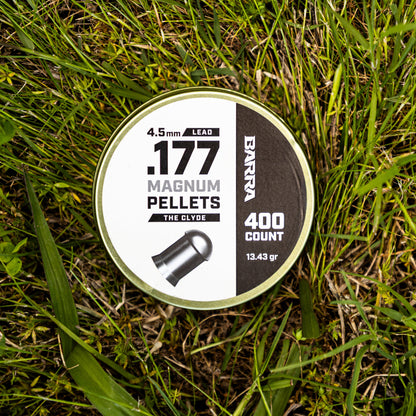 4.5mm LEAD
.177
MAGNUM
PELLETS
THE CLYDE
BARRA
400
COUNT
13.43 gr